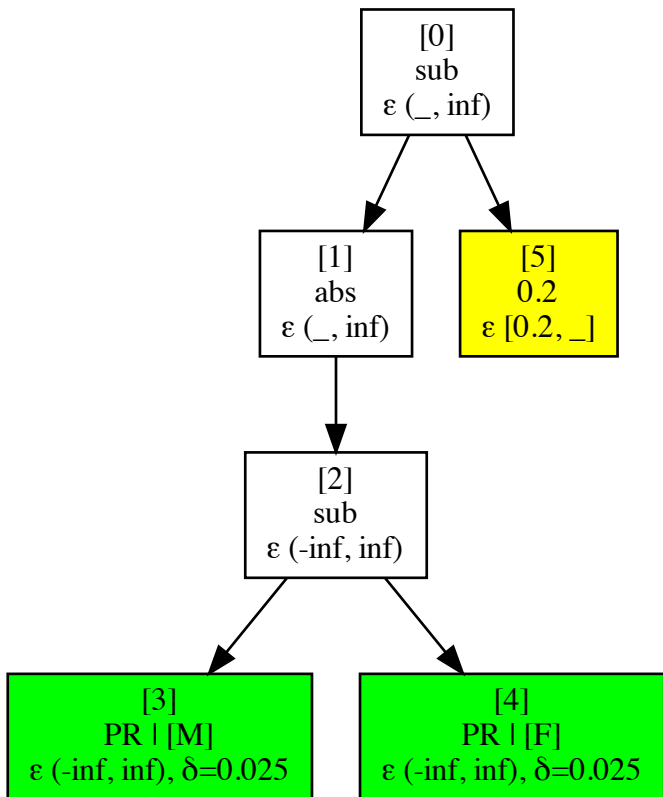 [0]
sub
ε (_, inf)
[1]
abs
ε (_, inf)
[5]
0.2
ε [0.2, _]
[2]
sub
ε (-inf, inf)
[3]
PR | [M]
ε (-inf, inf), δ=0.025
[4]
PR | [F]
ε (-inf, inf), δ=0.025